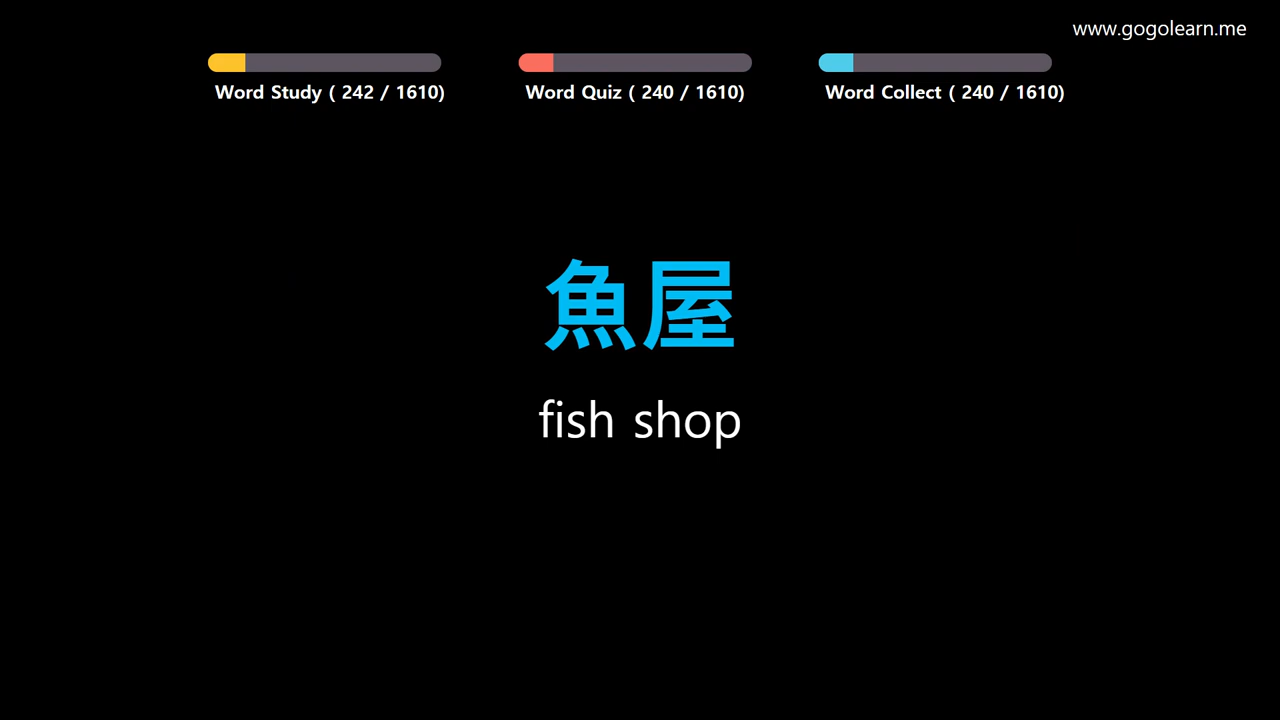 www.gogolearn.me
Word Study ( 242 / 1610)
Word Quiz ( 240 / 1610)
Word Collect ( 240 / 1610)
魚屋
fish shop